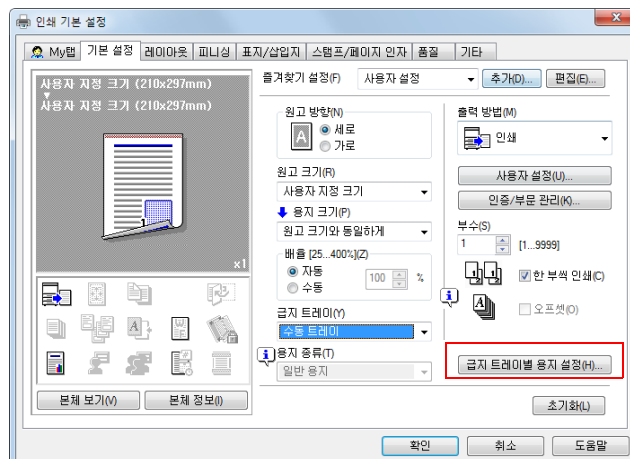 인쇄 기본 설정
My탭 기본 설정 레이아웃 피니싱 표지/삽입지 스탬프/페이지 인자 품질 기타
사용자 지정 크기 (210x297mm)
사용자 지정 크기 (210x297mm)
1
x1
본체 보기(V) 본체 정보(I)
즐겨찾기 설정(F) 사용자 설정 추가(D)... 편집(E)...
원고 방향(N)
A
세로
가로
원고 크기(R)
사용자 지정 크기
용지 크기(P)
원고 크기와 동일하게
배율 [25...400%](Z)
자동
수동
100 %
급지 트레이(Y)
수동 트레이
용지 종류(T)
일반 용지
출력 방법(M)
인쇄
사용자 설정(U)...
인증/부문 관리(K)...
부수(S)
1 [1...9999]
한 부씩 인쇄(C)
오프셋(O)
급지 트레이별 용지 설정(H)...
초기화(L)
확인 취소 도움말